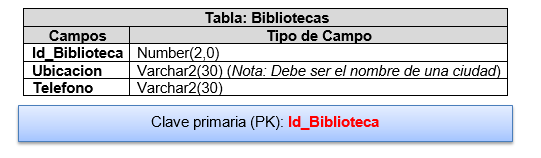 Tabla: Bibliotecas
Campos Tipo de Campo
Id_Biblioteca Number(2,0)
Ubicacion Varchar2(30) (Nota: Debe ser el nombre de una ciudad)
Telefono Varchar2(30)
Clave primaria (PK): Id_Biblioteca